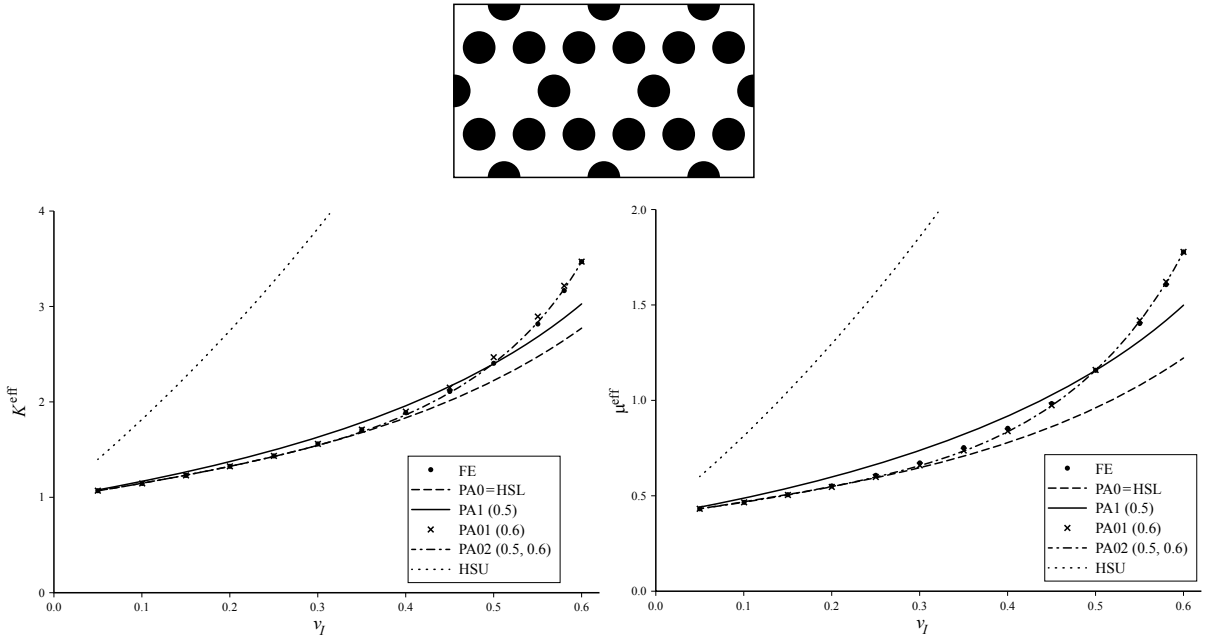 4
3
2
1
0
K^eff
0.0 0.1 0.2 0.3 0.4 0.5 0.6
v_I
FE
PA0=HSL
PA1 (0.5)
PA01 (0.6)
PA02 (0.5, 0.6)
HSU
2.0
1.5
1.0
0.5
0.0
μ^eff
0.0 0.1 0.2 0.3 0.4 0.5 0.6
v_I
FE
PA0=HSL
PA1 (0.5)
PA01 (0.6)
PA02 (0.5, 0.6)
HSU